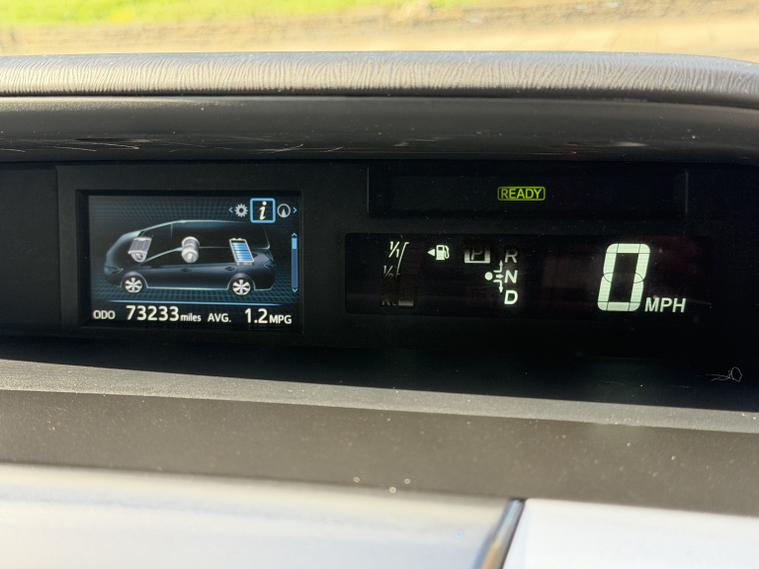 READY
i
1/1
1/2
P
R
N
D
0 MPH
ODO 73233 miles AVG. 1.2 MPG